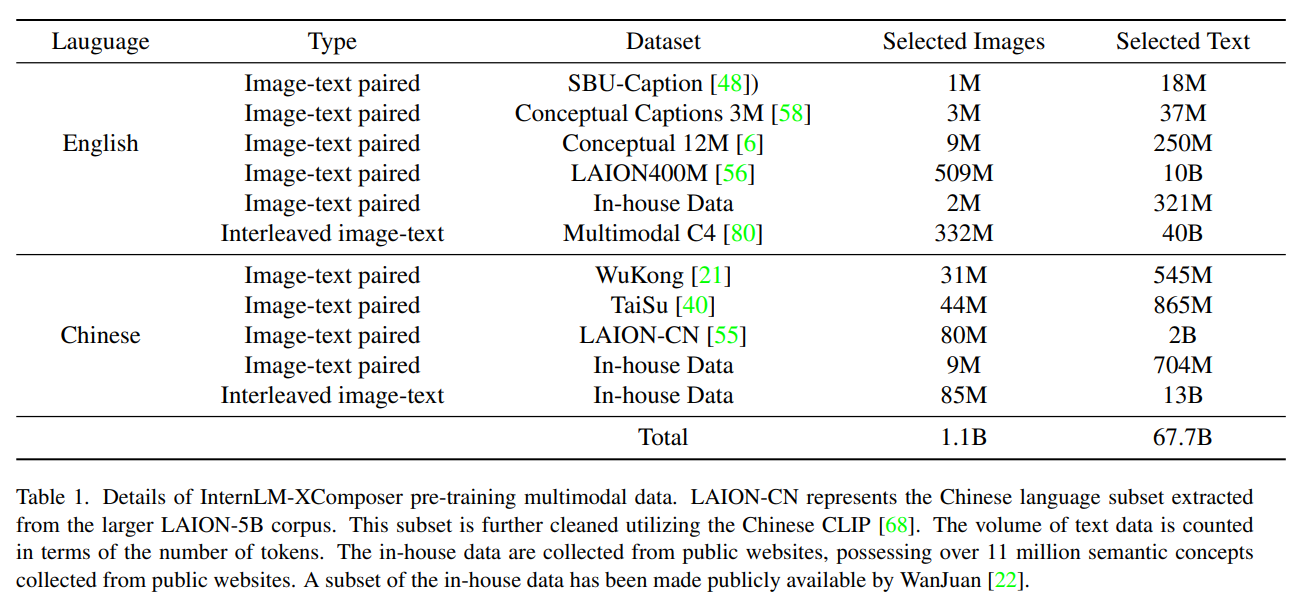 Lauguage Type Dataset Selected Images Selected Text
Image-text paired SBU-Caption [48]) 1M 18M
Image-text paired Conceptual Captions 3M [58] 3M 37M
English Image-text paired Conceptual 12M [6] 9M 250M
Image-text paired LAION400M [56] 509M 10B
Image-text paired In-house Data 2M 321M
Interleaved image-text Multimodal C4 [80] 332M 40B
Image-text paired WuKong [21] 31M 545M
Image-text paired TaiSu [40] 44M 865M
Chinese Image-text paired LAION-CN [55] 80M 2B
Image-text paired In-house Data 9M 704M
Interleaved image-text In-house Data 85M 13B
Total 1.1B 67.7B
Table 1. Details of InternLM-XComposer pre-training multimodal data. LAION-CN represents the Chinese language subset extracted
from the larger LAION-5B corpus. This subset is further cleaned utilizing the Chinese CLIP [68]. The volume of text data is counted
in terms of the number of tokens. The in-house data are collected from public websites, possessing over 11 million semantic concepts
collected from public websites. A subset of the in-house data has been made publicly available by WanJuan [22].